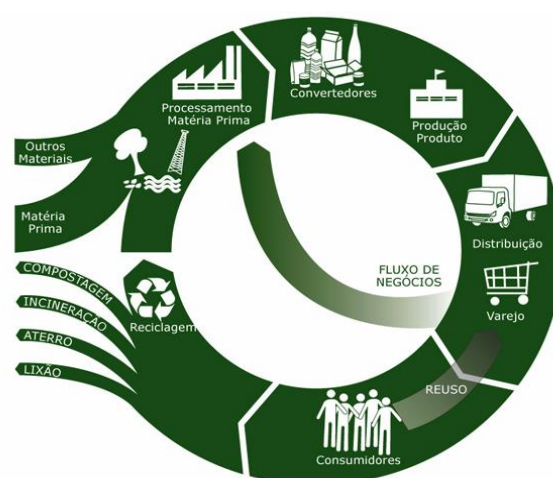 Convertedores
Processamento
Matéria Prima
Produção
Produto
Outros
Materiais
Matéria
Prima
Distribuição
FLUXO DE
NEGÓCIOS
Varejo
COMPOSTAGEM
INCINERAÇÃO
ATERRO
LIXÃO
Reciclagem
REUSO
Consumidores